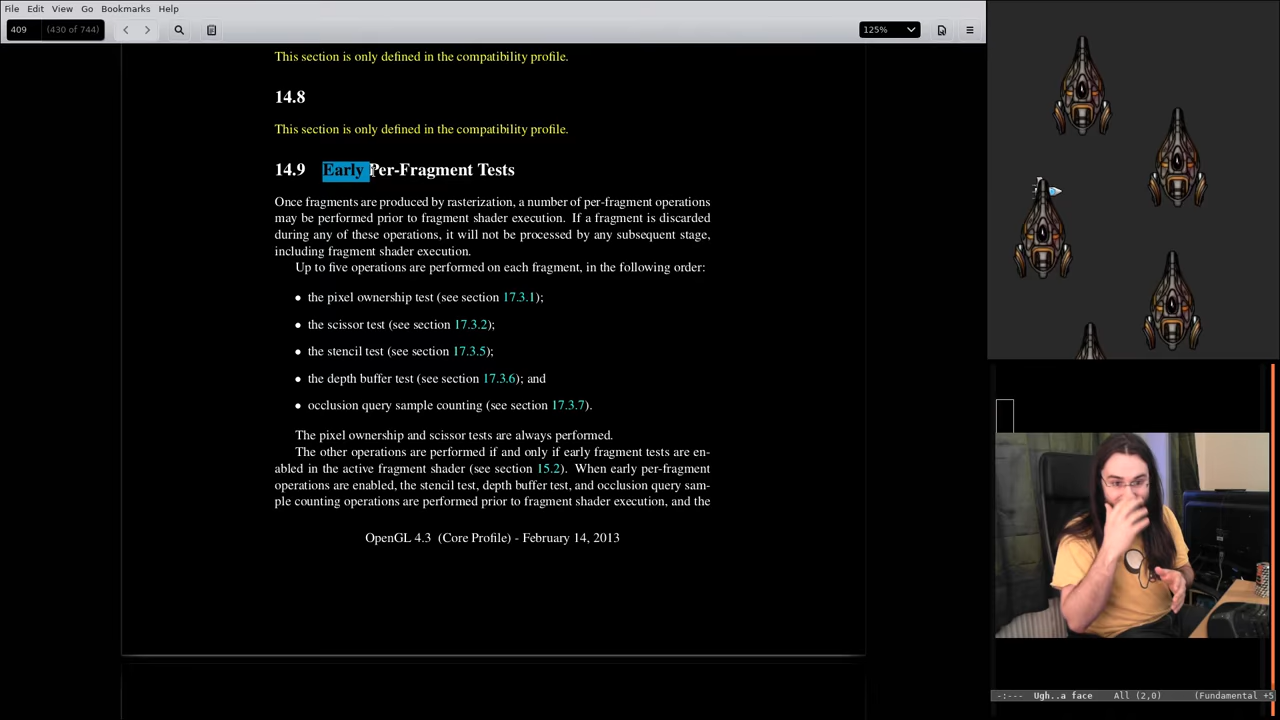 File Edit View Go Bookmarks Help
409 (430 of 744)
125%
This section is only defined in the compatibility profile.
14.8
This section is only defined in the compatibility profile.
14.9 Early Per-Fragment Tests
Once fragments are produced by rasterization, a number of per-fragment operations
may be performed prior to fragment shader execution. If a fragment is discarded
during any of these operations, it will not be processed by any subsequent stage,
including fragment shader execution.
Up to five operations are performed on each fragment, in the following order:
• the pixel ownership test (see section 17.3.1);
• the scissor test (see section 17.3.2);
• the stencil test (see section 17.3.5);
• the depth buffer test (see section 17.3.6); and
• occlusion query sample counting (see section 17.3.7).
The pixel ownership and scissor tests are always performed.
The other operations are performed if and only if early fragment tests are en-
abled in the active fragment shader (see section 15.2). When early per-fragment
operations are enabled, the stencil test, depth buffer test, and occlusion query sam-
ple counting operations are performed prior to fragment shader execution, and the
OpenGL 4.3 (Core Profile) - February 14, 2013
-:--- Ugh..a face All (2,0) (Fundamental +5